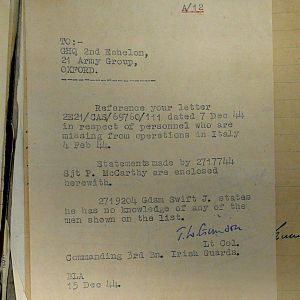 A/12
TO:-
GHQ 2nd Echelon,
21 Army Group,
OXFORD.
Reference your letter
2E21/CAS/69760/111 dated 7 Dec 44
in respect of personnel who are
missing from operations in Italy
4 Feb 44.
Statements made by 2717744
Sjt P. McCarthy are enclosed
herewith.
2719204 Gdsm Swift J. states
he has no knowledge of any of the
men shown on the list.
Lt Col.
Commanding 3rd Bn. Irish Guards.
BLA
15 Dec 44.